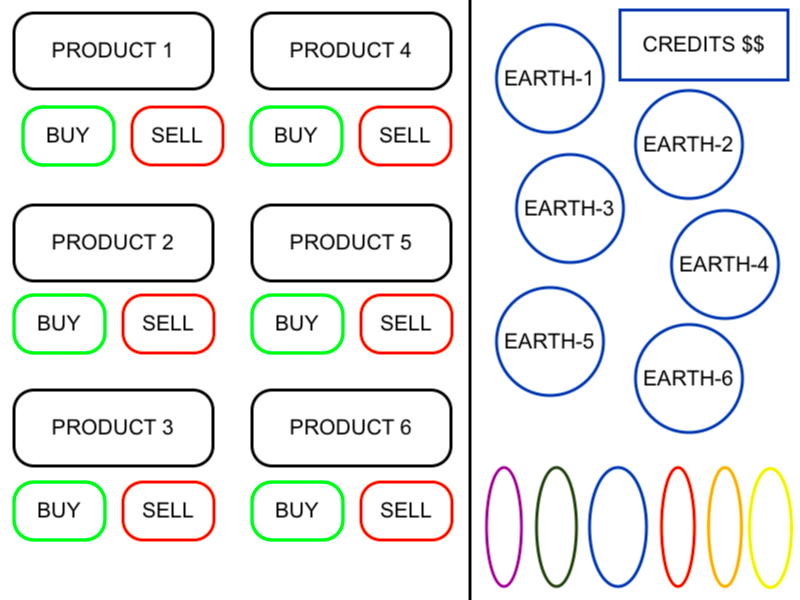 PRODUCT 1
BUY
SELL
PRODUCT 4
BUY
SELL
PRODUCT 2
BUY
SELL
PRODUCT 5
BUY
SELL
PRODUCT 3
BUY
SELL
PRODUCT 6
BUY
SELL
CREDITS $$
EARTH-1
EARTH-2
EARTH-3
EARTH-4
EARTH-5
EARTH-6